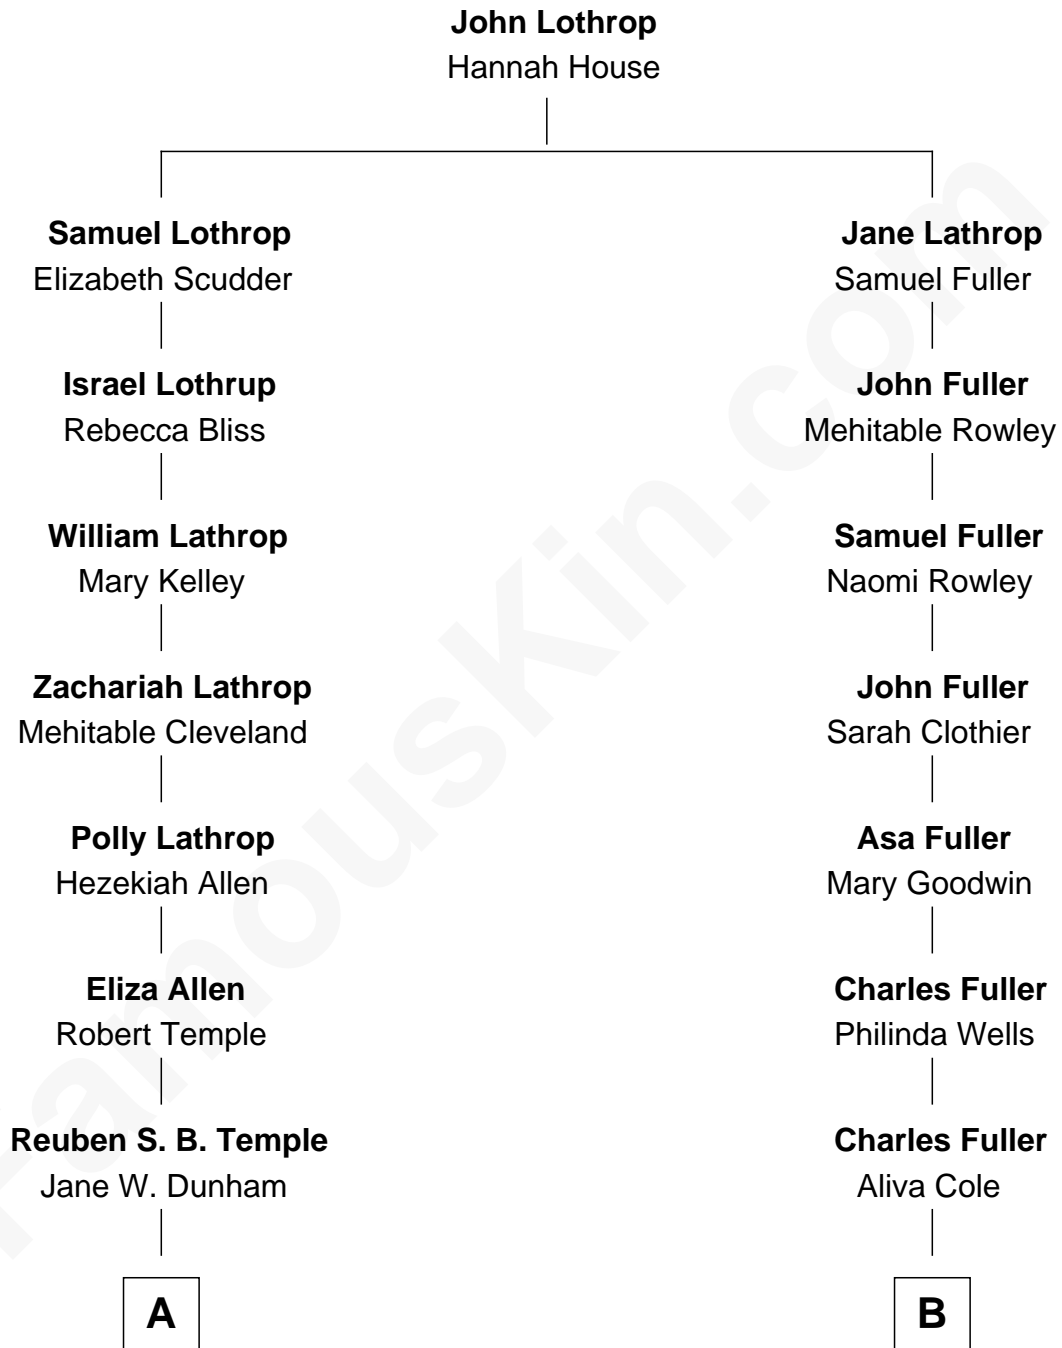 John Lothrop
Hannah House
Samuel Lothrop
Elizabeth Scudder
Jane Lathrop
Samuel Fuller
Israel Lothrup
Rebecca Bliss
John Fuller
Mehitable Rowley
William Lathrop
Mary Kelley
Samuel Fuller
Naomi Rowley
Zachariah Lathrop
Mehitable Cleveland
John Fuller
Sarah Clothier
Polly Lathrop
Hezekiah Allen
Asa Fuller
Mary Goodwin
Eliza Allen
Robert Temple
Charles Fuller
Philinda Wells
Reuben S. B. Temple
Jane W. Dunham
Charles Fuller
Aliva Cole
A
B
FamousKin.com